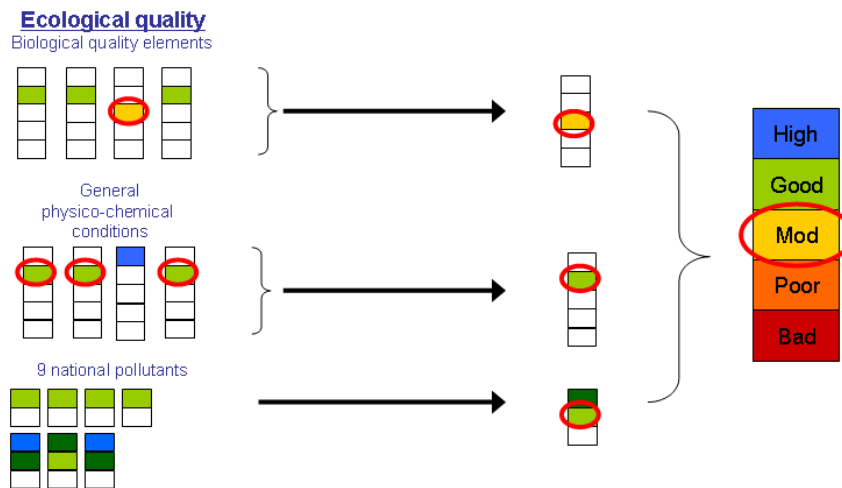 Ecological quality
Biological quality elements
General
physico-chemical
conditions
9 national pollutants
High
Good
Mod
Poor
Bad